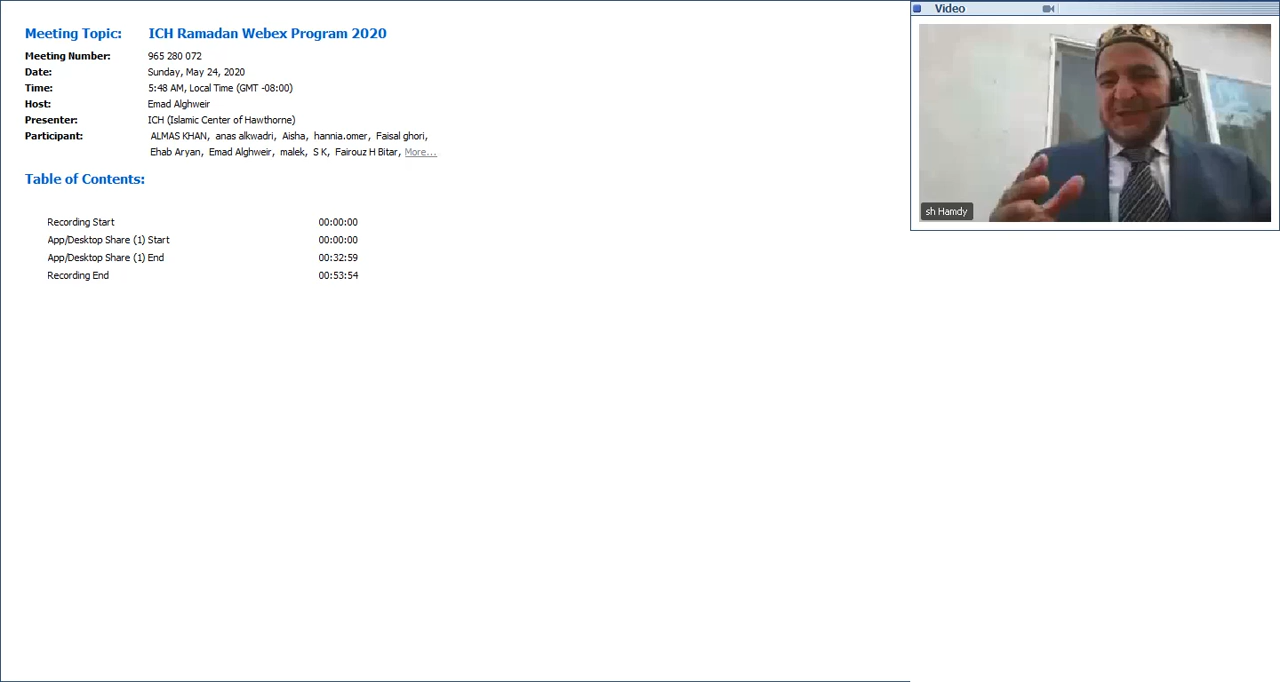 Meeting Topic: ICH Ramadan Webex Program 2020
Meeting Number: 965 280 072
Date: Sunday, May 24, 2020
Time: 5:48 AM, Local Time (GMT -08:00)
Host: Emad Alghweir
Presenter: ICH (Islamic Center of Hawthorne)
Participant: ALMAS KHAN, anas alkwadri, Aisha, hannia.omer, Faisal ghori,
Ehab Aryan, Emad Alghweir, malek, S K, Fairouz H Bitar, More...
Table of Contents:
Recording Start 00:00:00
App/Desktop Share (1) Start 00:00:00
App/Desktop Share (1) End 00:32:59
Recording End 00:53:54
Video
sh Hamdy